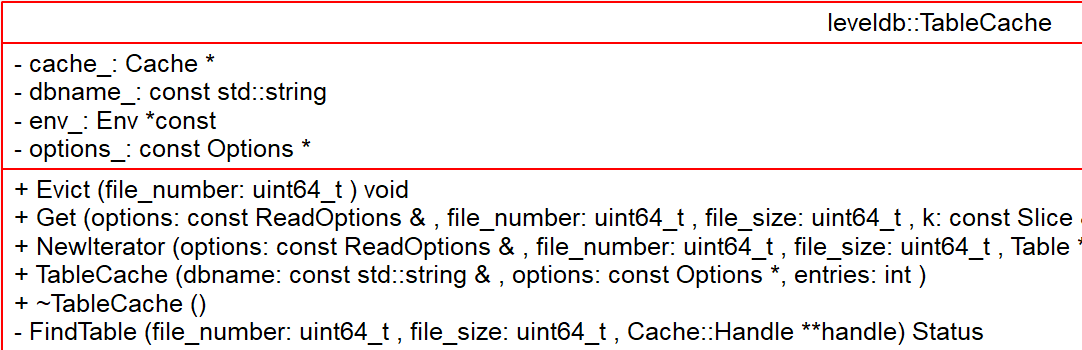 leveldb::TableCache
- cache_: Cache *
- dbname_: const std::string
- env_: Env *const
- options_: const Options *
+ Evict (file_number: uint64_t ) void
+ Get (options: const ReadOptions & , file_number: uint64_t , file_size: uint64_t , k: const Slice &
+ NewIterator (options: const ReadOptions & , file_number: uint64_t , file_size: uint64_t , Table *
+ TableCache (dbname: const std::string & , options: const Options *, entries: int )
+ ~TableCache ()
- FindTable (file_number: uint64_t , file_size: uint64_t , Cache::Handle **handle) Status